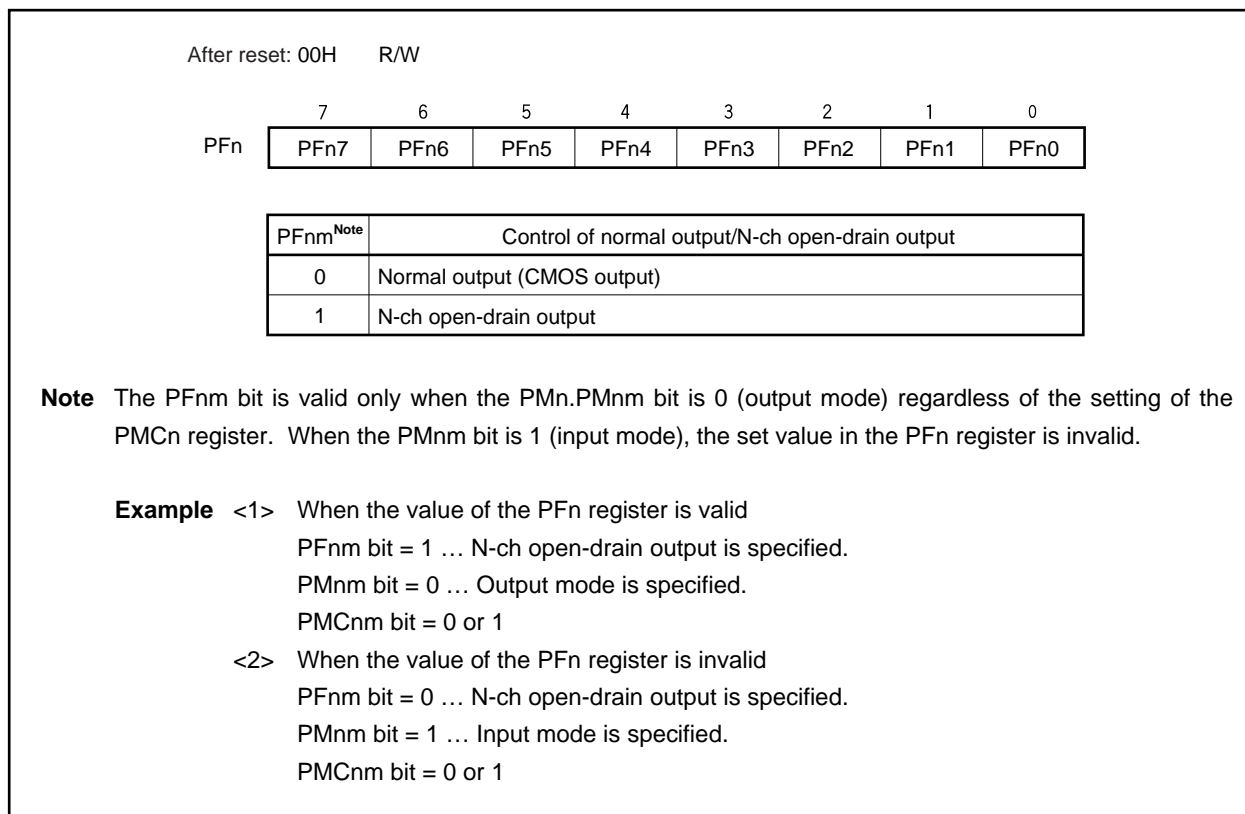 After reset: 00H R/W
7 6 5 4 3 2 1 0
PFn PFn7 PFn6 PFn5 PFn4 PFn3 PFn2 PFn1 PFn0
PFnmNote Control of normal output/N-ch open-drain output
0 Normal output (CMOS output)
1 N-ch open-drain output
Note The PFnm bit is valid only when the PMn.PMnm bit is 0 (output mode) regardless of the setting of the
PMCn register. When the PMnm bit is 1 (input mode), the set value in the PFn register is invalid.
Example <1> When the value of the PFn register is valid
PFnm bit = 1 … N-ch open-drain output is specified.
PMnm bit = 0 … Output mode is specified.
PMCnm bit = 0 or 1
<2> When the value of the PFn register is invalid
PFnm bit = 0 … N-ch open-drain output is specified.
PMnm bit = 1 … Input mode is specified.
PMCnm bit = 0 or 1